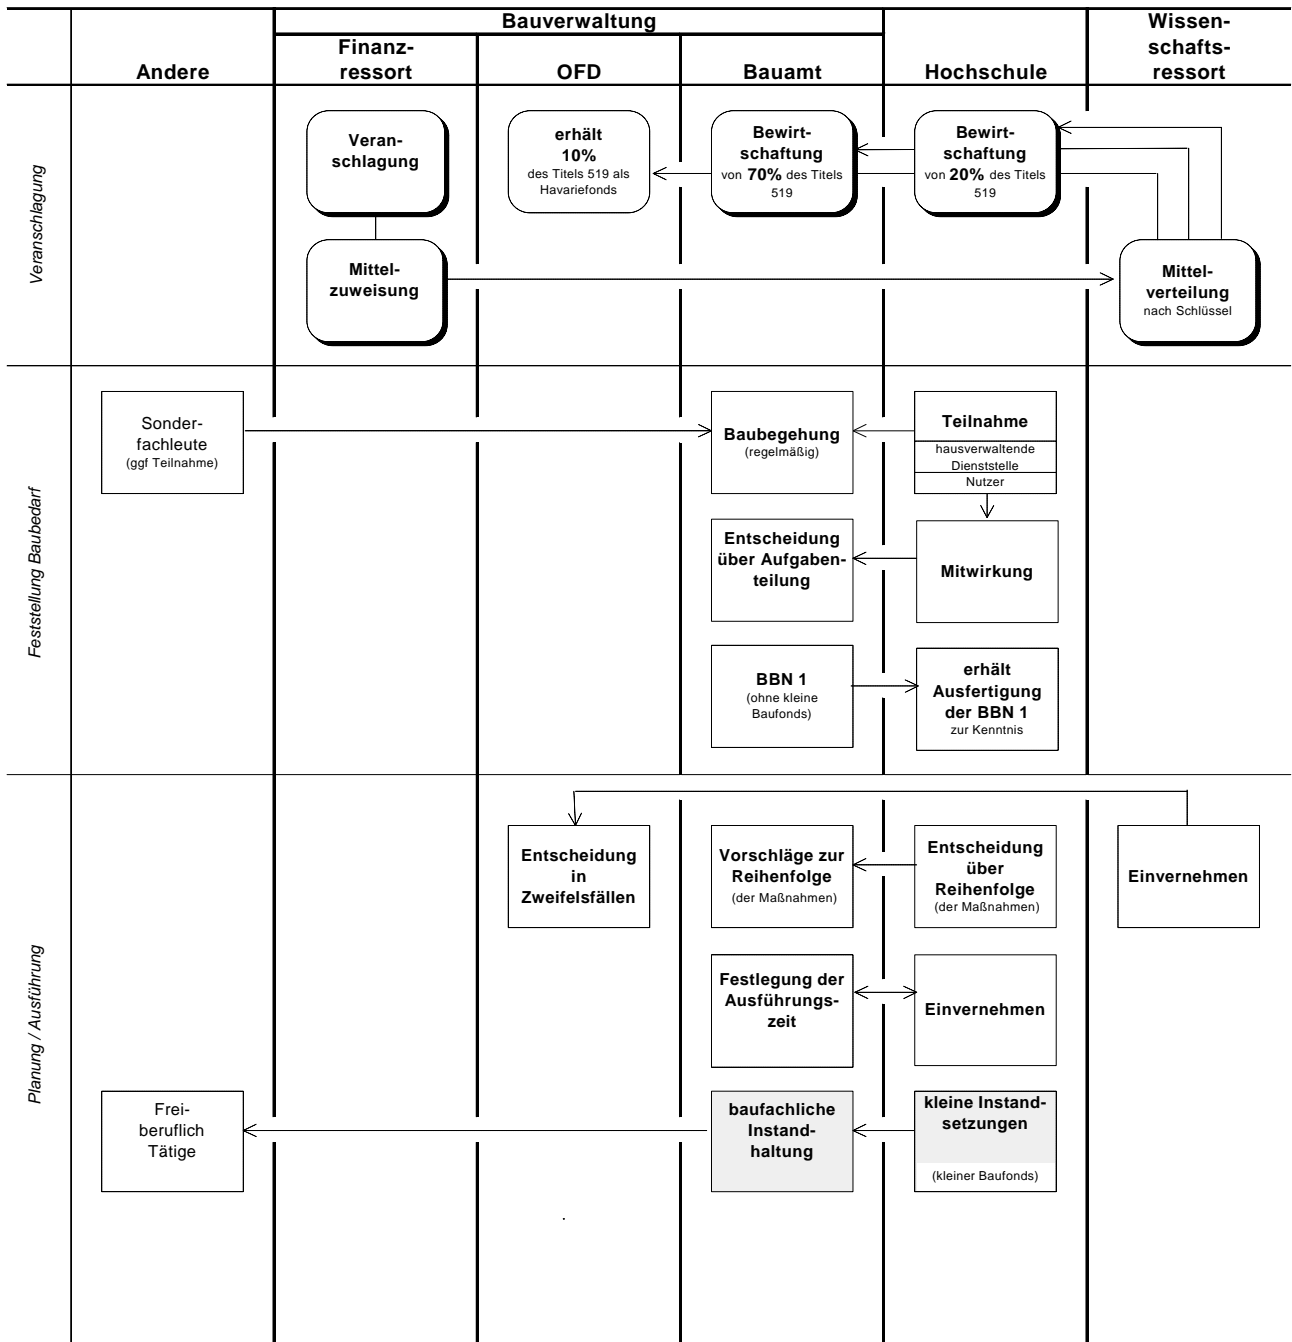 Bauverwaltung
Andere
Finanz-
ressort
OFD
Bauamt
Hochschule
Wissen-
schafts-
ressort
Veranschlagung
Veran-
schlagung
erhält
10%
des Titels 519 als
Havariefonds
Bewirt-
schaftung
von 70% des Titels
519
Bewirt-
schaftung
von 20% des Titels
519
Mittel-
zuweisung
Mittel-
verteilung
nach Schlüssel
Feststellung Baubedarf
Sonder-
fachleute
(ggf Teilnahme)
Baubegehung
(regelmäßig)
Teilnahme
hausverwaltende
Dienststelle
Nutzer
Entscheidung
über Aufgaben-
teilung
Mitwirkung
BBN 1
(ohne kleine
Baufonds)
erhält
Ausfertigung
der BBN 1
zur Kenntnis
Planung / Ausführung
Entscheidung
in
Zweifelsfällen
Vorschläge zur
Reihenfolge
(der Maßnahmen)
Entscheidung
über
Reihenfolge
(der Maßnahmen)
Einvernehmen
Festlegung der
Ausführungs-
zeit
Einvernehmen
Frei-
beruflich
Tätige
baufachliche
Instand-
haltung
kleine Instand-
setzungen
(kleiner Baufonds)